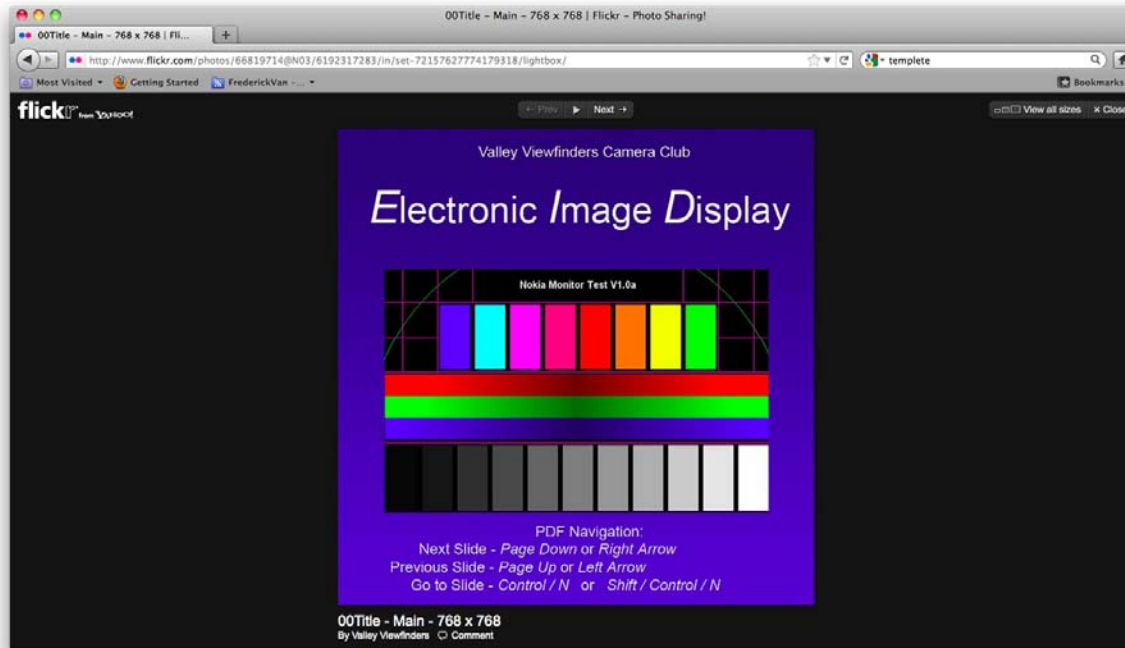 00Title - Main - 768 x 768 | Flickr - Photo Sharing!
00Title - Main - 768 x 768 | Fli...
http://www.flickr.com/photos/66819714@N03/6192317283/in/set-72157627774179318/lightbox/
templete
Most Visited Getting Started FrederickVan -... Bookmarks
flickr from YAHOO!
← Prev Next → View all sizes × Close
Valley Viewfinders Camera Club
Electronic Image Display
Nokia Monitor Test V1.0a
PDF Navigation:
Next Slide - Page Down or Right Arrow
Previous Slide - Page Up or Left Arrow
Go to Slide - Control / N or Shift / Control / N
00Title - Main - 768 x 768
By Valley Viewfinders Comment